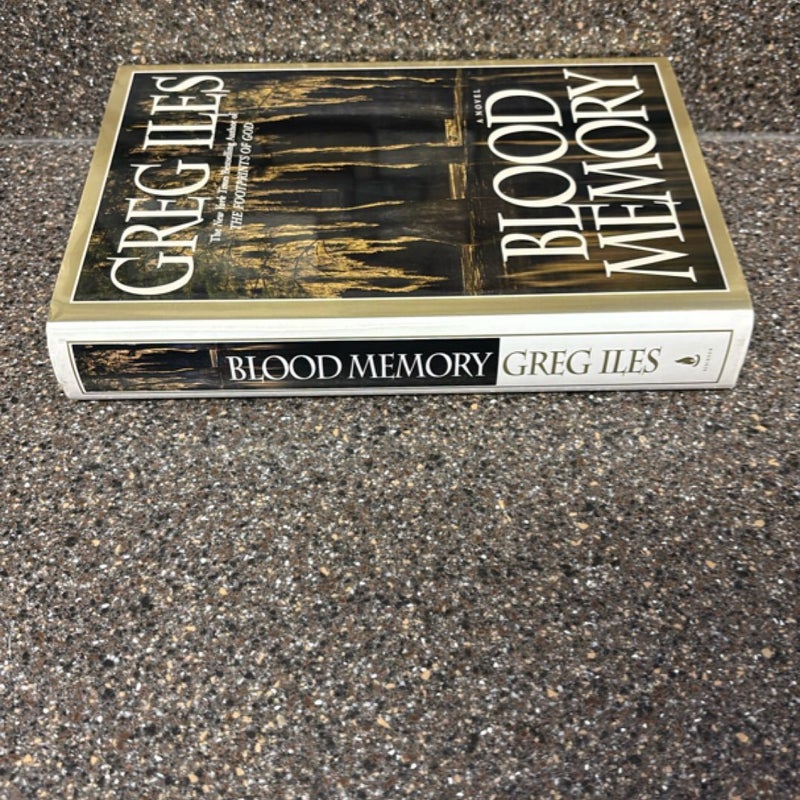 GREG ILES
The New York Times Bestselling Author of
THE FOOTPRINTS OF GOD
A NOVEL
BLOOD
MEMORY
BLOOD MEMORY GREG ILES
SCRIBNER